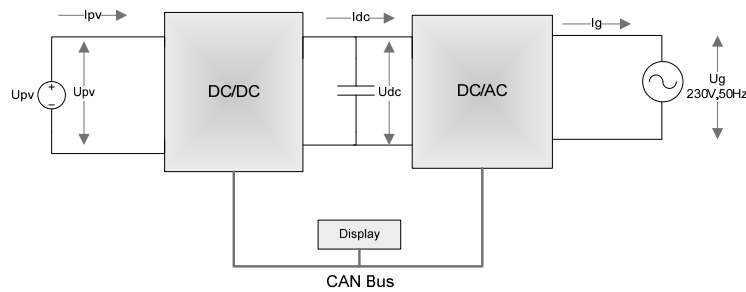 Ipv
Idc
Ig
DC/DC
DC/AC
Upv
+
−
Upv
Udc
Ug
230V,50Hz
Display
CAN Bus